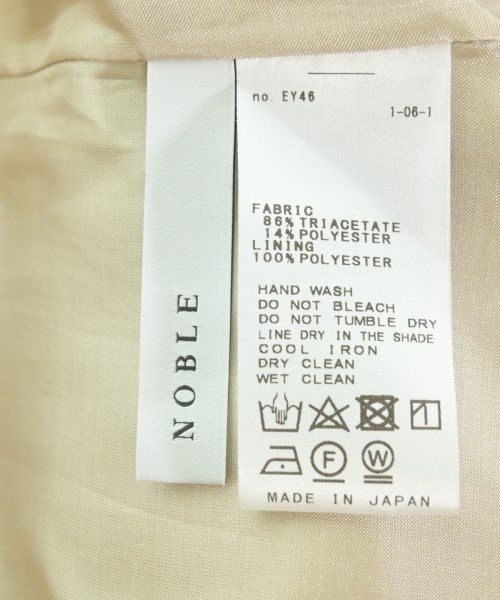 no. EY46
1-06-1
FABRIC
86% TRIACETATE
14% POLYESTER
LINING
100% POLYESTER
HAND WASH
DO NOT BLEACH
DO NOT TUMBLE DRY
LINE DRY IN THE SHADE
COOL IRON
DRY CLEAN
WET CLEAN
F
W
MADE IN JAPAN
NOBLE